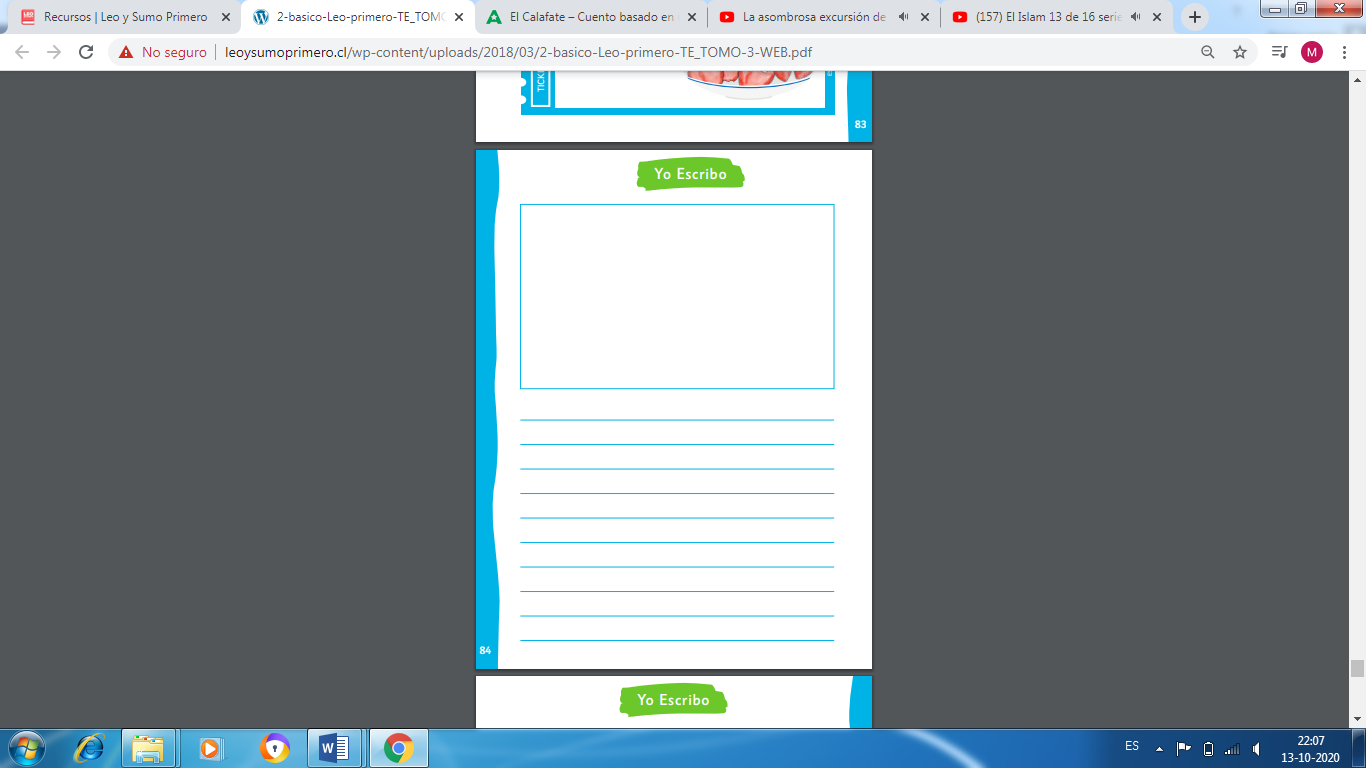 Recursos | Leo y Sumo Primero
2-basico-Leo-primero-TE_TOMO
El Calafate – Cuento basado en
La asombrosa excursión de
(157) El Islam 13 de 16 serie
No seguro
leoysumoprimero.cl/wp-content/uploads/2018/03/2-basico-Leo-primero-TE_TOMO-3-WEB.pdf
M
TICK
83
Yo Escribo
84
Yo Escribo
ES
22:07
13-10-2020